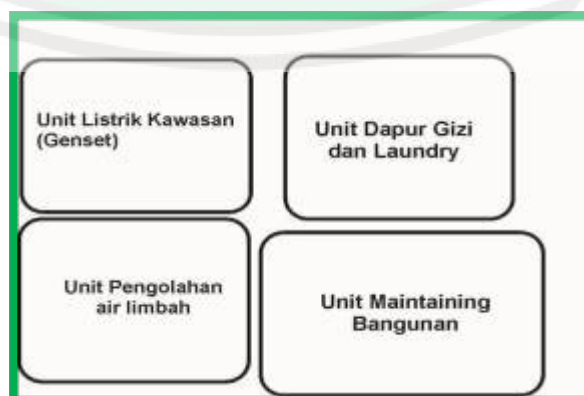 Unit Listrik Kawasan
(Genset)
Unit Dapur Gizi
dan Laundry
Unit Pengolahan
air limbah
Unit Maintaining
Bangunan